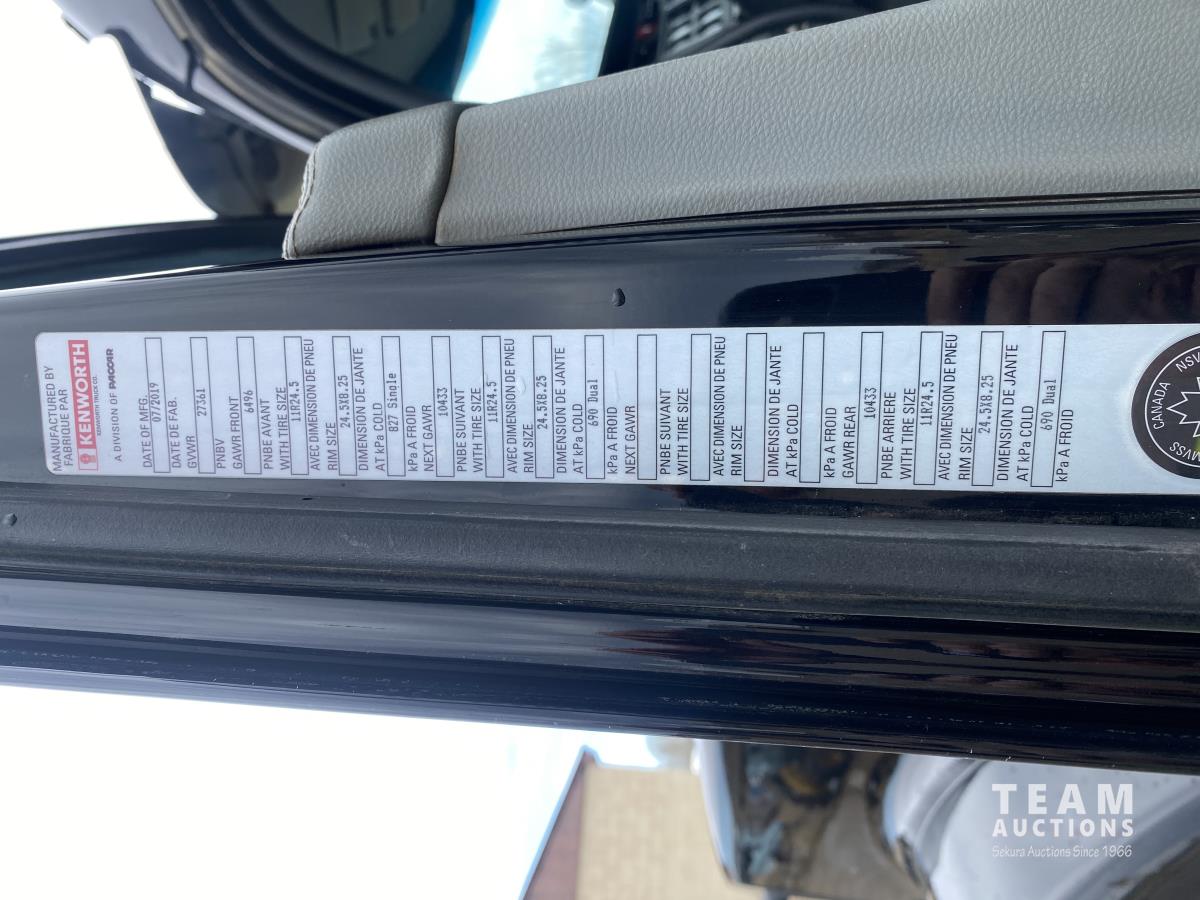 MANUFACTURED BY
FABRIQUE PAR
KENWORTH
KENWORTH TRUCK CO.
A DIVISION OF PACCAR
DATE OF MFG.
07/2019
DATE DE FAB.
GVWR
27361
PNBV
GAWR FRONT
6496
PNBE AVANT
WITH TIRE SIZE
11R24.5
AVEC DIMENSION DE PNEU
RIM SIZE
24.5X8.25
DIMENSION DE JANTE
AT kPa COLD
827 Single
kPa A FROID
NEXT GAWR
10433
PNBE SUIVANT
WITH TIRE SIZE
11R24.5
AVEC DIMENSION DE PNEU
RIM SIZE
24.5X8.25
DIMENSION DE JANTE
AT kPa COLD
690 Dual
kPa A FROID
NEXT GAWR
PNBE SUIVANT
WITH TIRE SIZE
AVEC DIMENSION DE PNEU
RIM SIZE
DIMENSION DE JANTE
AT kPa COLD
kPa A FROID
GAWR REAR
10433
PNBE ARRIERE
WITH TIRE SIZE
11R24.5
AVEC DIMENSION DE PNEU
RIM SIZE
24.5X8.25
DIMENSION DE JANTE
AT kPa COLD
690 Dual
kPa A FROID
CANADA
TEAM
AUCTIONS
Sekura Auctions Since 1966